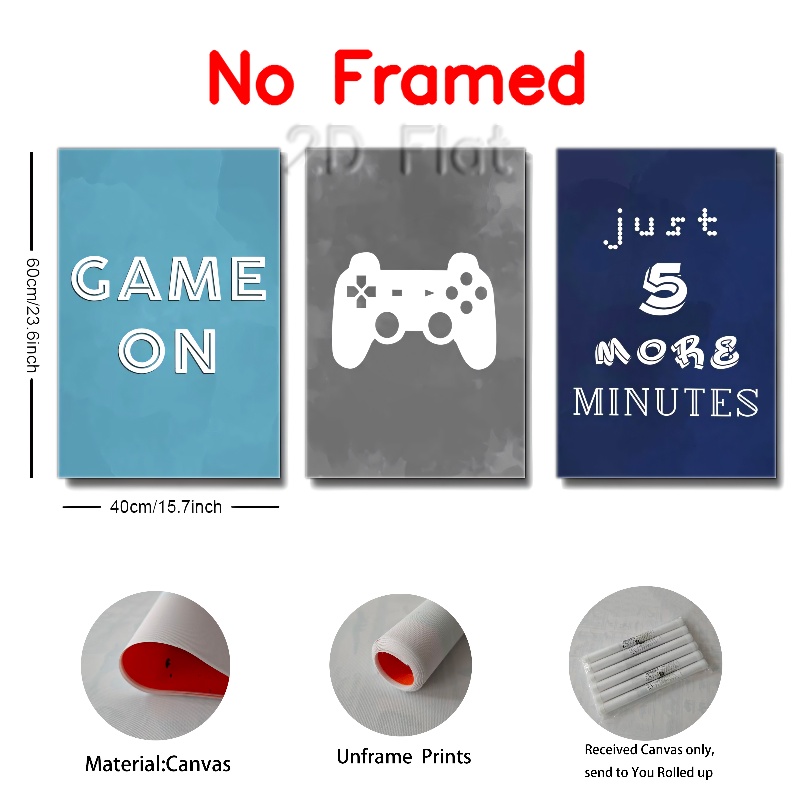 No Framed
2D Flat
GAME
ON
just
5
MORE
MINUTES
60cm/23.6inch
40cm/15.7inch
Material:Canvas
Unframe Prints
Received Canvas only,
send to You Rolled up